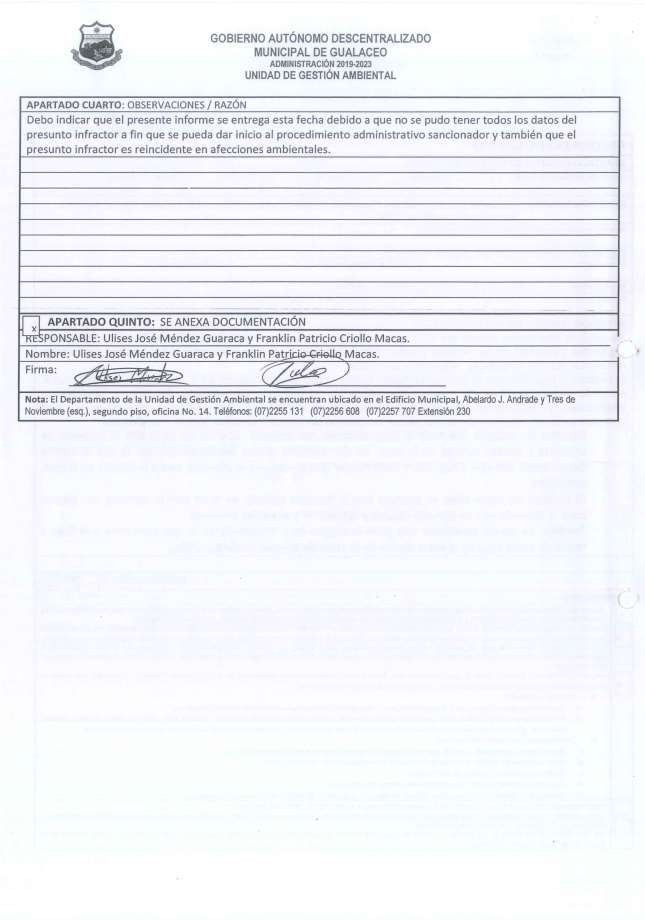 GOBIERNO AUTÓNOMO DESCENTRALIZADO
MUNICIPAL DE GUALACEO
ADMINISTRACIÓN 2019-2023
UNIDAD DE GESTIÓN AMBIENTAL
APARTADO CUARTO: OBSERVACIONES / RAZÓN
Debo indicar que el presente informe se entrega esta fecha debido a que no se pudo tener todos los datos del
presunto infractor a fin que se pueda dar inicio al procedimiento administrativo sancionador y también que el
presunto infractor es reincidente en afecciones ambientales.
x APARTADO QUINTO: SE ANEXA DOCUMENTACIÓN
RESPONSABLE: Ulises José Méndez Guaraca y Franklin Patricio Criollo Macas.
Nombre: Ulises José Méndez Guaraca y Franklin Patricio Criollo Macas.
Firma:
Nota: El Departamento de la Unidad de Gestión Ambiental se encuentran ubicado en el Edificio Municipal, Abelardo J. Andrade y Tres de
Noviembre (esq.), segundo piso, oficina No. 14. Teléfonos: (07)2255 131 (07)2256 608 (07)2257 707 Extensión 230